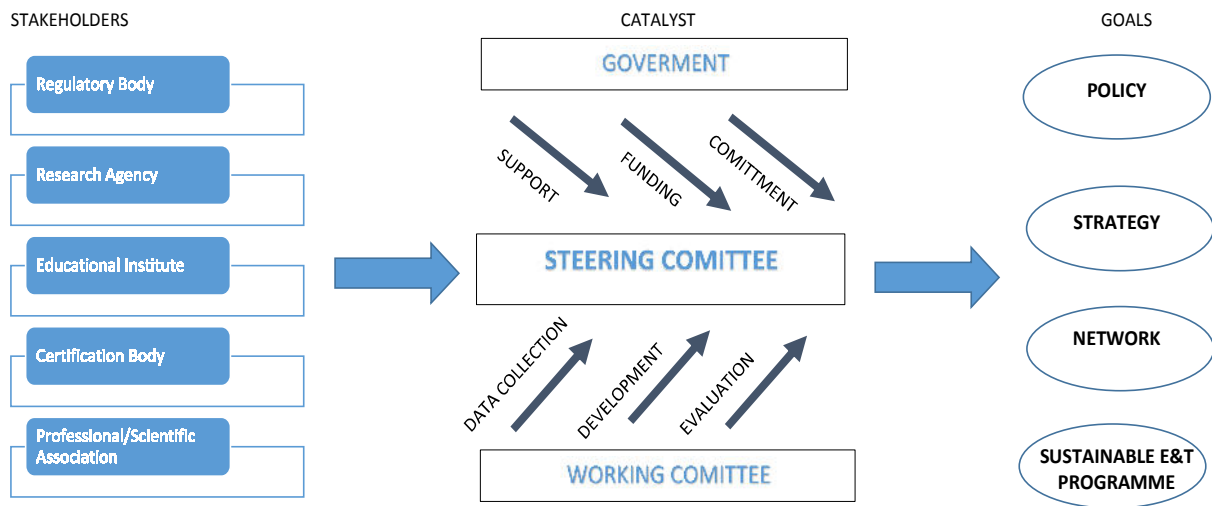 STAKEHOLDERS
Regulatory Body
Research Agency
Educational Institute
Certification Body
Professional/Scientific
Association
CATALYST
GOVERMENT
SUPPORT
FUNDING
COMITTMENT
STEERING COMITTEE
DATA COLLECTION
DEVELOPMENT
EVALUATION
WORKING COMITTEE
GOALS
POLICY
STRATEGY
NETWORK
SUSTAINABLE E&T
PROGRAMME